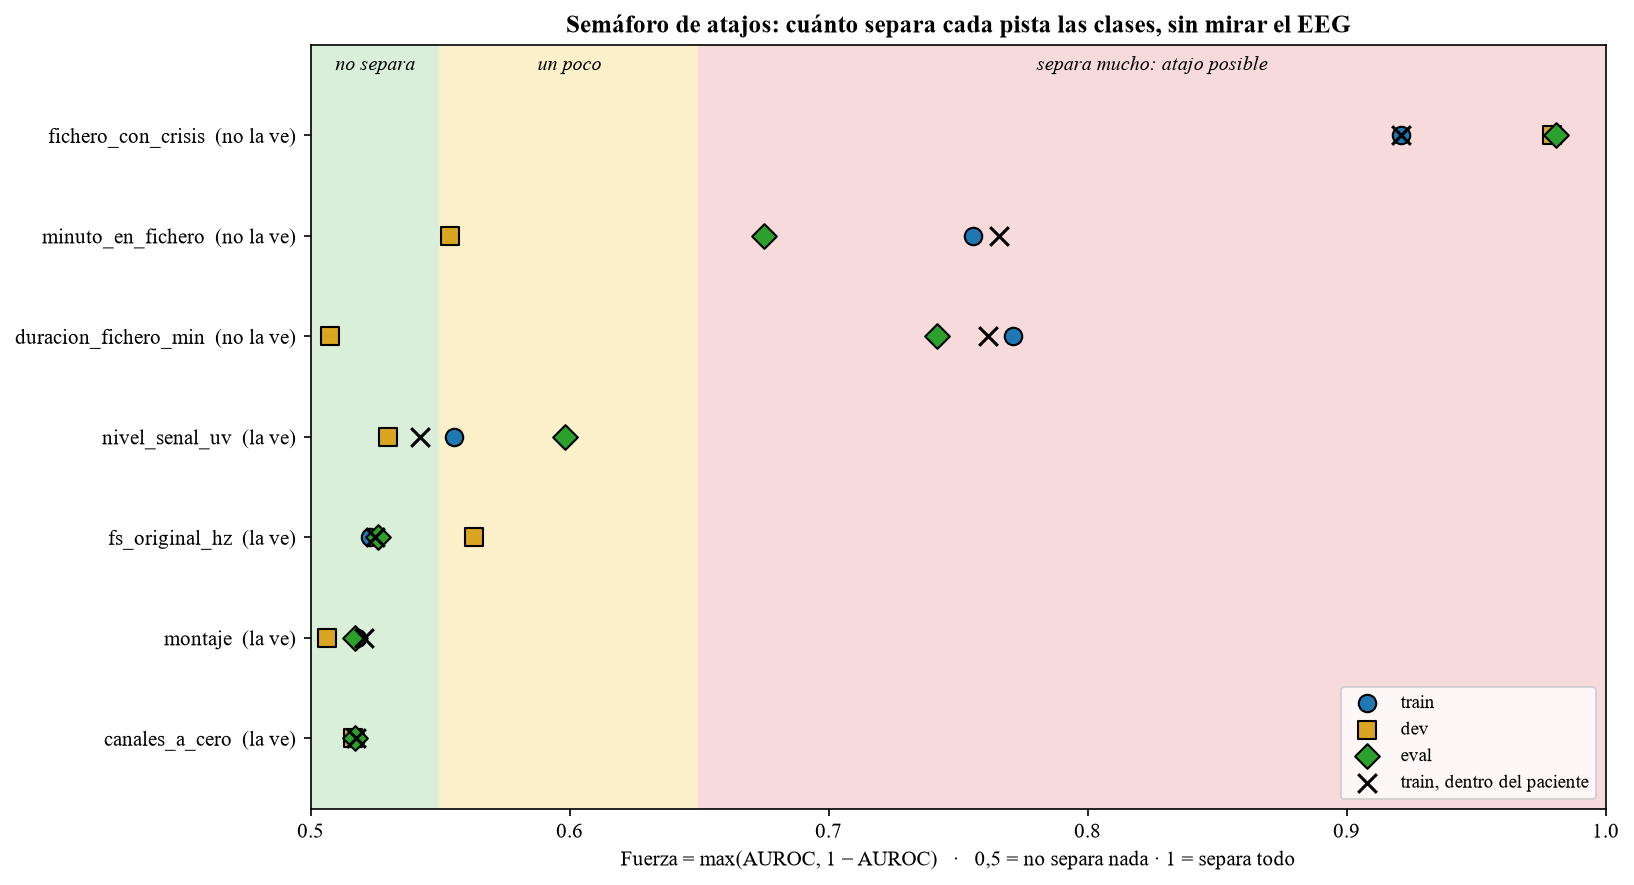 Semáforo de atajos: cuánto separa cada pista las clases, sin mirar el EEG
no separa
un poco
separa mucho: atajo posible
fichero_con_crisis (no la ve)
minuto_en_fichero (no la ve)
duracion_fichero_min (no la ve)
nivel_senal_uv (la ve)
fs_original_hz (la ve)
montaje (la ve)
canales_a_cero (la ve)
train
dev
eval
train, dentro del paciente
0.5
0.6
0.7
0.8
0.9
1.0
Fuerza = max(AUROC, 1 − AUROC) · 0,5 = no separa nada · 1 = separa todo